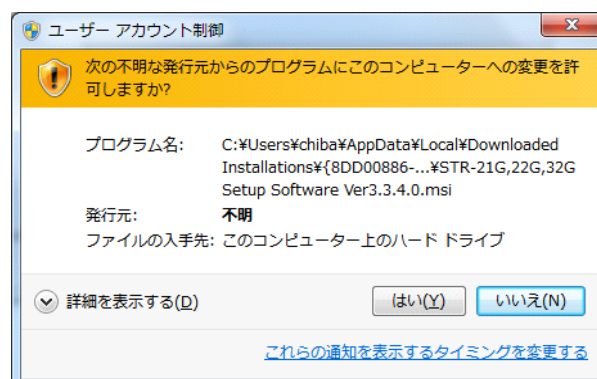 ユーザー アカウント制御
次の不明な発行元からのプログラムにこのコンピューターへの変更を許
可しますか?
プログラム名: C:¥Users¥chiba¥AppData¥Local¥Downloaded
Installations¥{8DD00886-...¥STR-21G,22G,32G
Setup Software Ver3.3.4.0.msi
発行元: 不明
ファイルの入手先: このコンピューター上のハード ドライブ
詳細を表示する(D) はい(Y) いいえ(N)
これらの通知を表示するタイミングを変更する